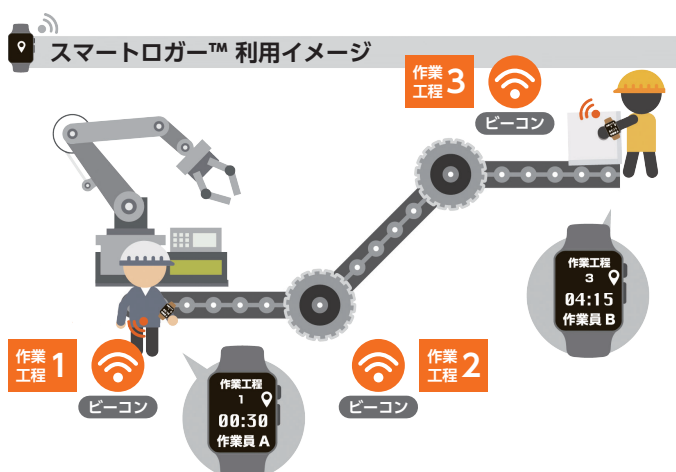 スマートロガー™ 利用イメージ
作業
工程 3
ビーコン
作業工程
3
04:15
作業員 B
作業
工程 1
ビーコン
作業工程
1
00:30
作業員 A
ビーコン
作業
工程 2